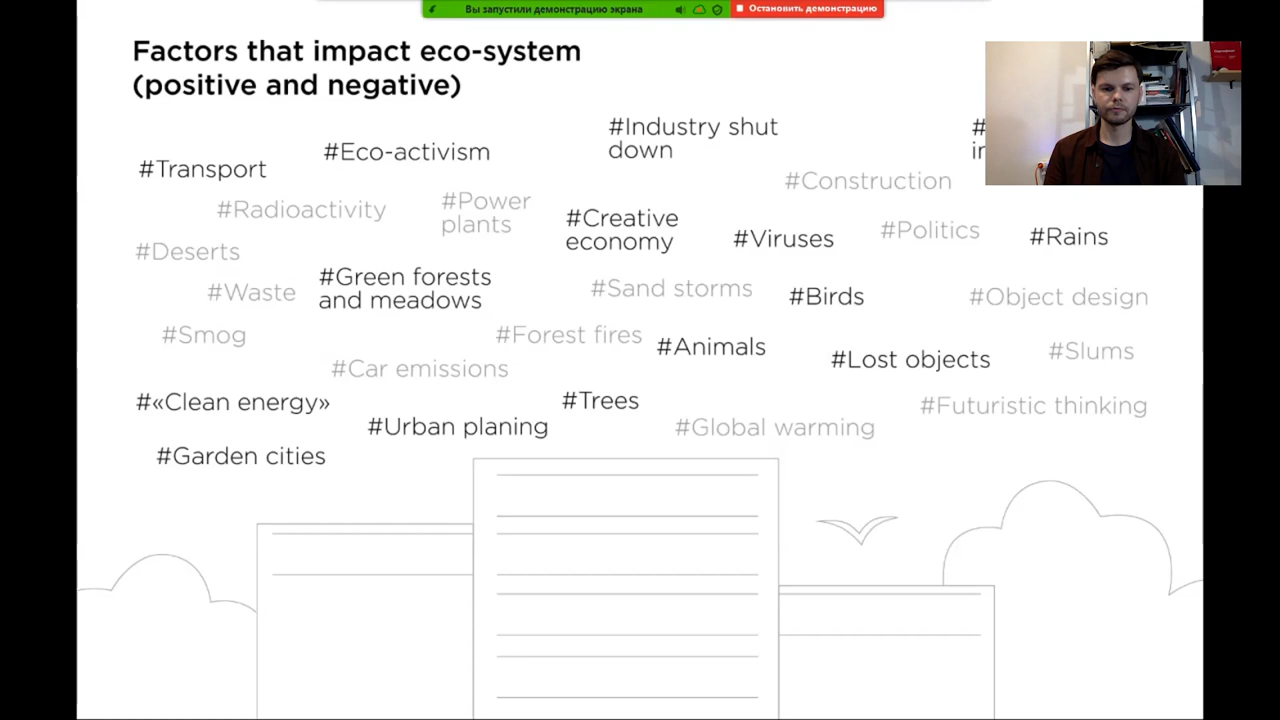 Вы запустили демонстрацию экрана
Остановить демонстрацию
Factors that impact eco-system
(positive and negative)
#Industry shut
down
#Eco-activism
#Transport
#Construction
#Power
plants
#Radioactivity
#Creative
economy
#Viruses
#Politics
#Rains
#Deserts
#Green forests
and meadows
#Waste
#Sand storms
#Birds
#Object design
#Smog
#Forest fires
#Animals
#Lost objects
#Slums
#Car emissions
#«Clean energy»
#Trees
#Futuristic thinking
#Urban planing
#Global warming
#Garden cities